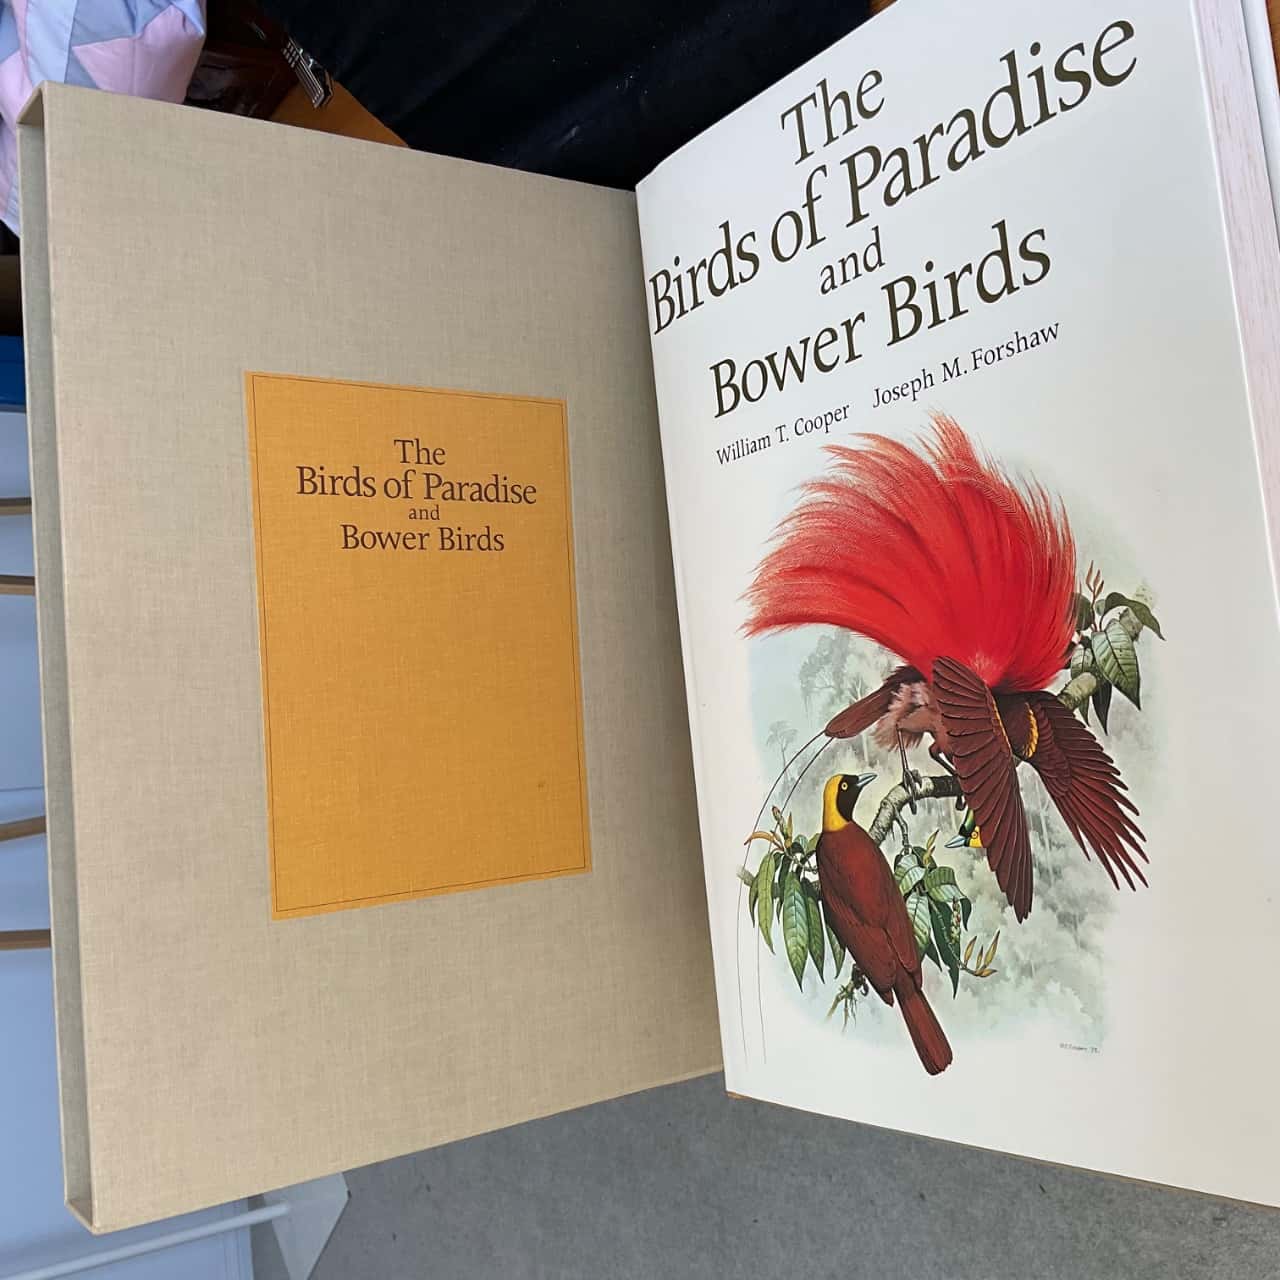 The
Birds of Paradise
and
Bower Birds
The
Birds of Paradise
and
Bower Birds
William T. Cooper Joseph M. Forshaw